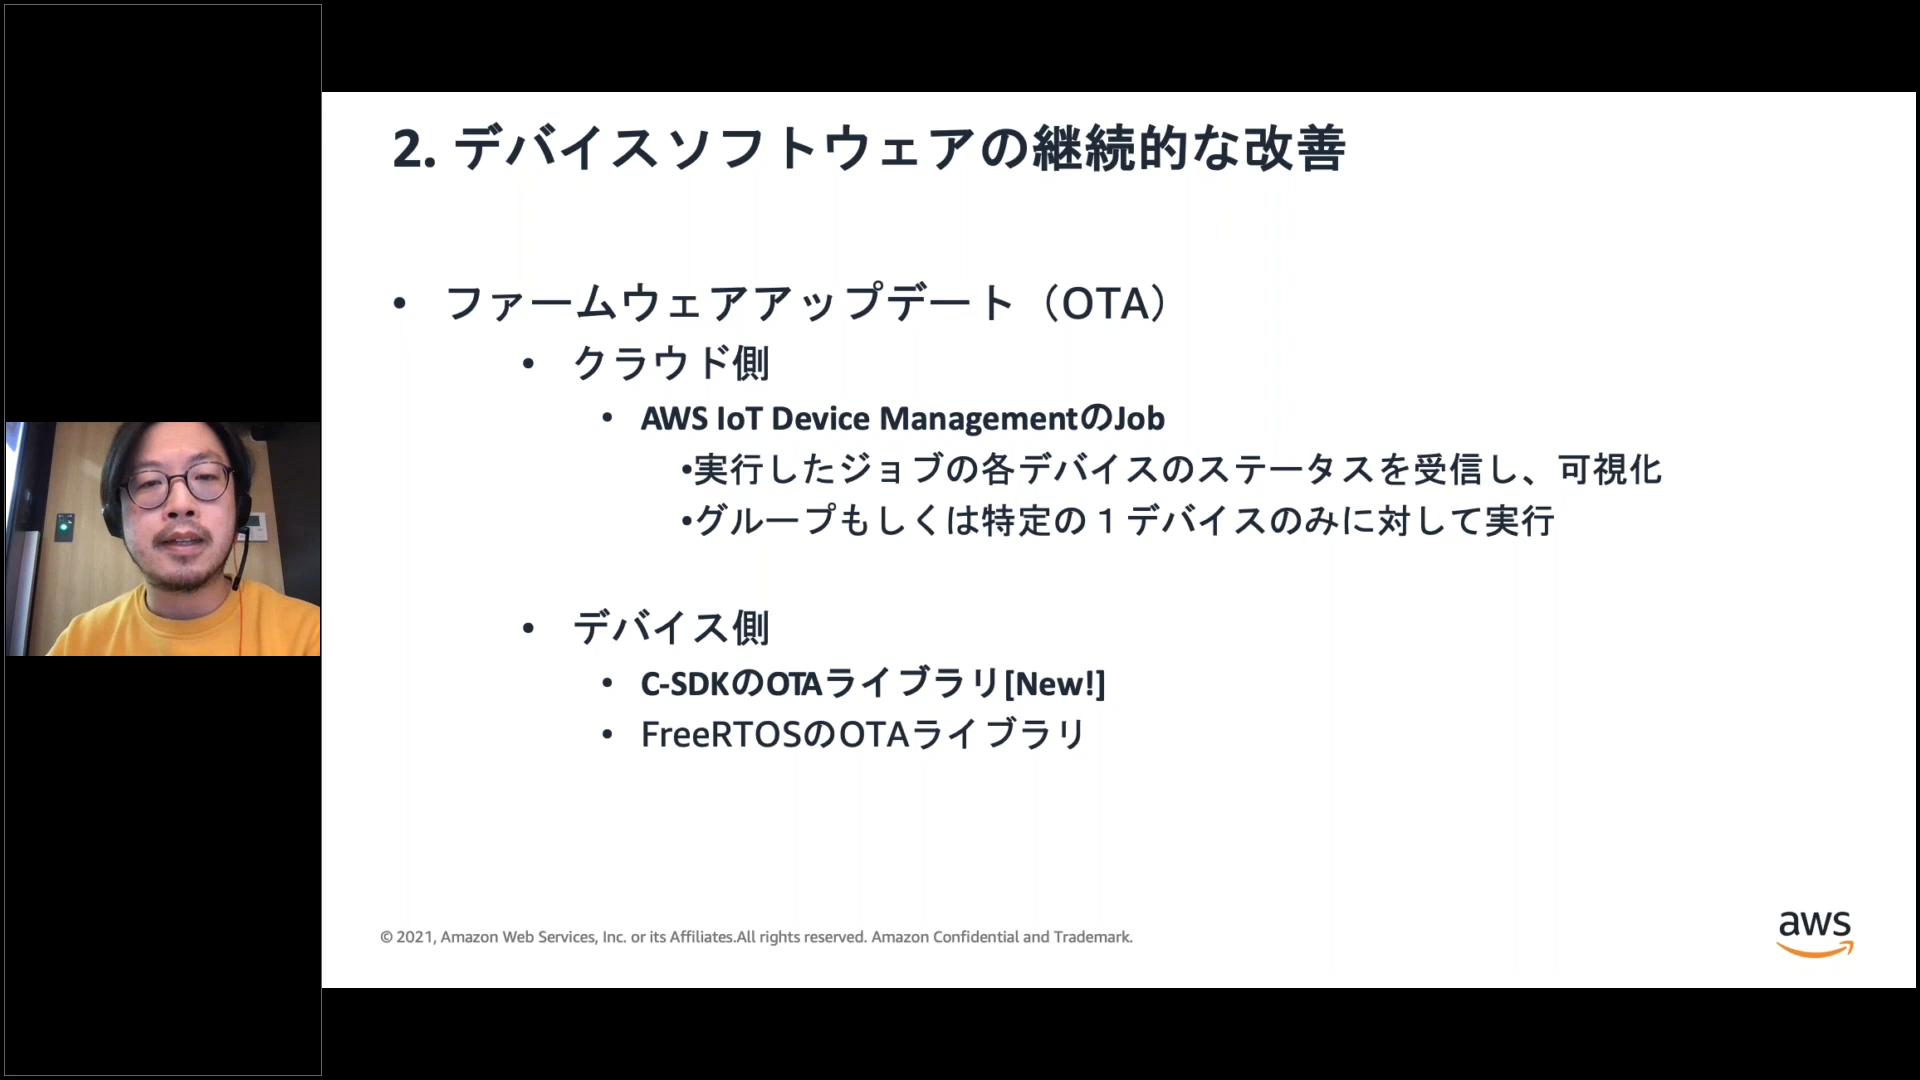 2. デバイスソフトウェアの継続的な改善
• ファームウェアアップデート（OTA）
• クラウド側
• AWS IoT Device ManagementのJob
•実行したジョブの各デバイスのステータスを受信し、可視化
•グループもしくは特定の１デバイスのみに対して実行
• デバイス側
• C-SDKのOTAライブラリ[New!]
• FreeRTOSのOTAライブラリ
© 2021, Amazon Web Services, Inc. or its Affiliates.All rights reserved. Amazon Confidential and Trademark.
aws